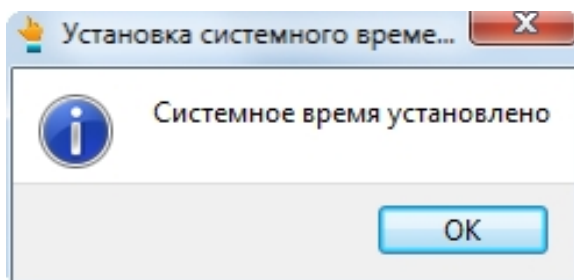 Установка системного време...
Системное время установлено
OK